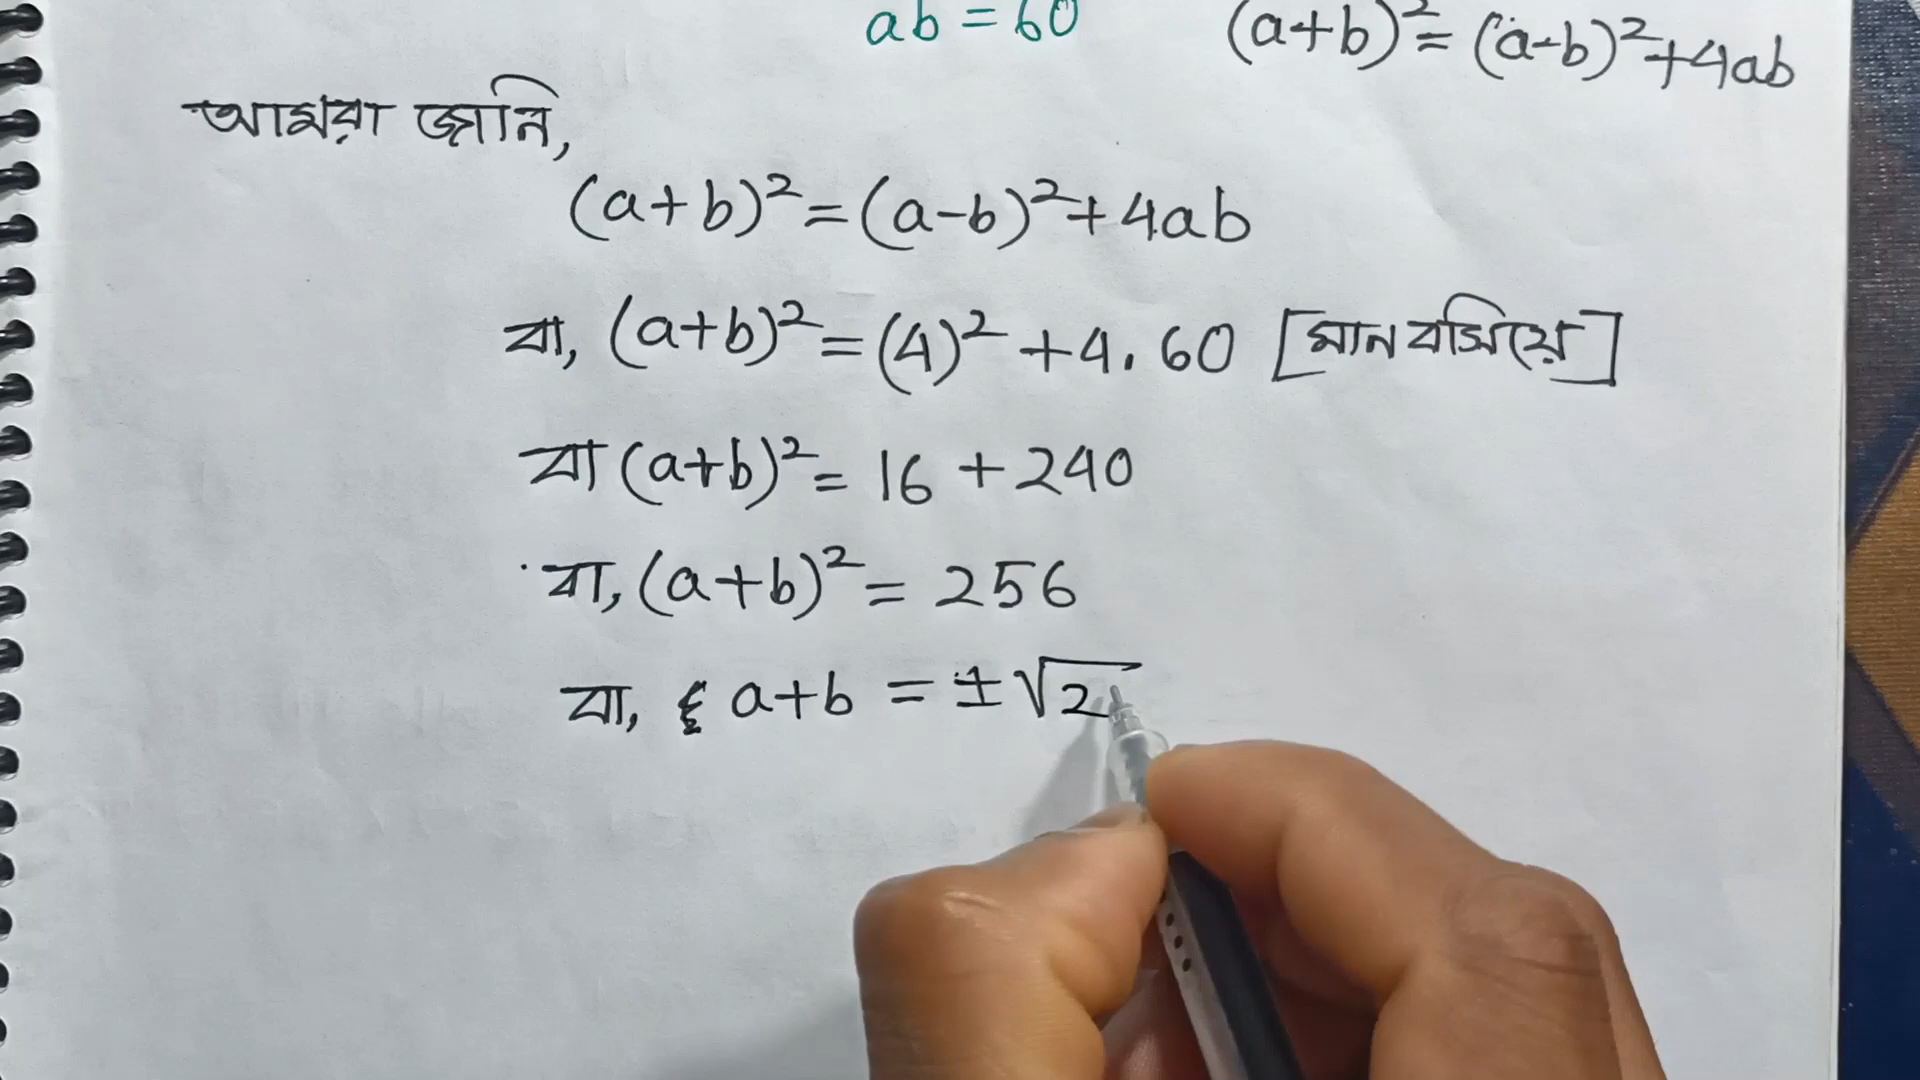 ab = 60
(a+b)² = (a-b)² + 4ab
আমরা জানি,
(a+b)² = (a-b)² + 4ab
বা, (a+b)² = (4)² + 4.60 [মান বসিয়ে]
বা (a+b)² = 16 + 240
বা, (a+b)² = 256
বা, a+b = ±√2